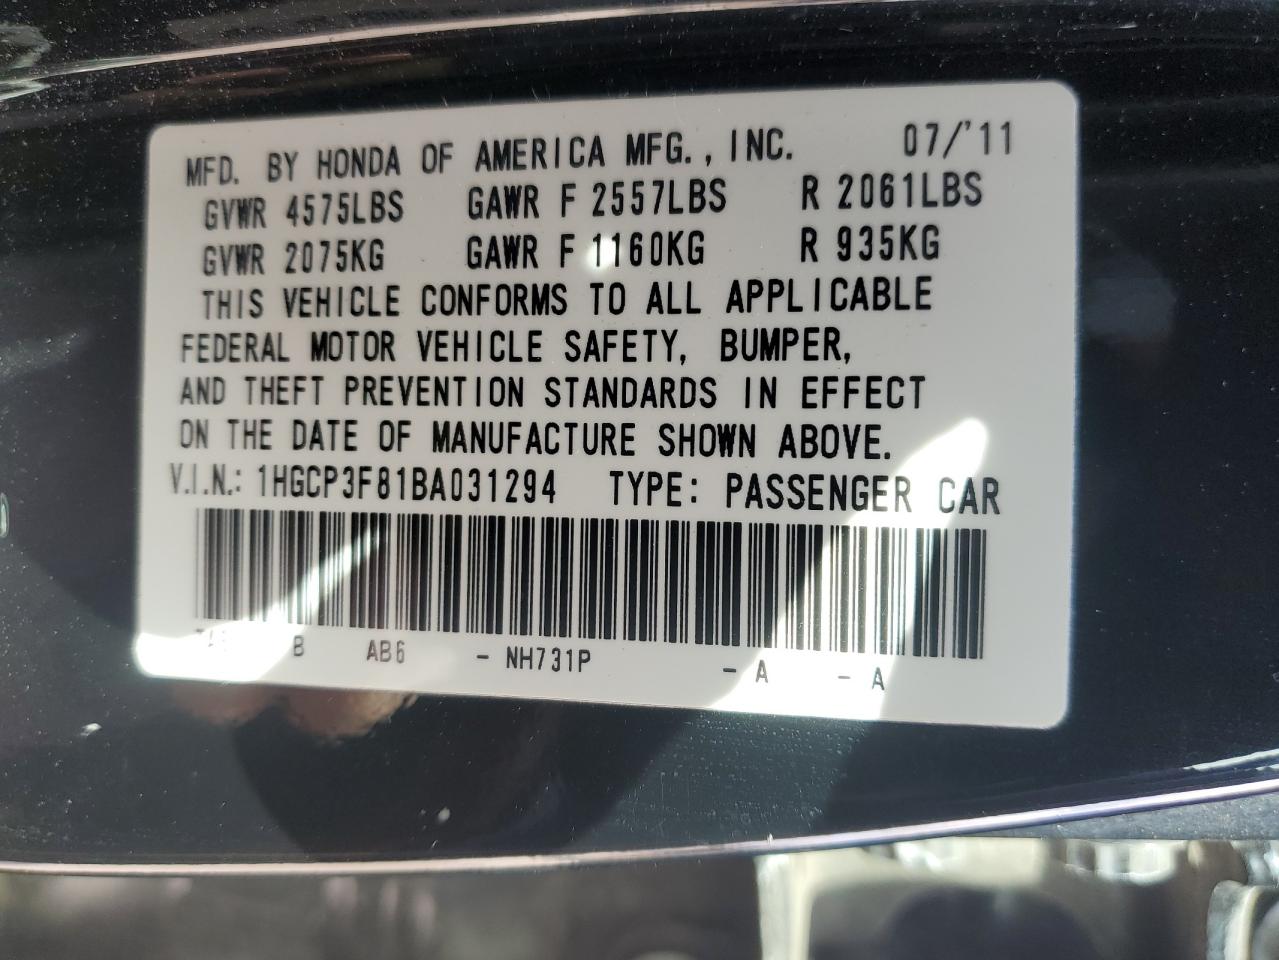 MFD. BY HONDA OF AMERICA MFG., INC. 07/'11
GVWR 4575LBS GAWR F 2557LBS R 2061LBS
GVWR 2075KG GAWR F 1160KG R 935KG
THIS VEHICLE CONFORMS TO ALL APPLICABLE
FEDERAL MOTOR VEHICLE SAFETY, BUMPER,
AND THEFT PREVENTION STANDARDS IN EFFECT
ON THE DATE OF MANUFACTURE SHOWN ABOVE.
V.I.N.: 1HGCP3F81BA031294 TYPE: PASSENGER CAR
B AB6 - NH731P - A - A